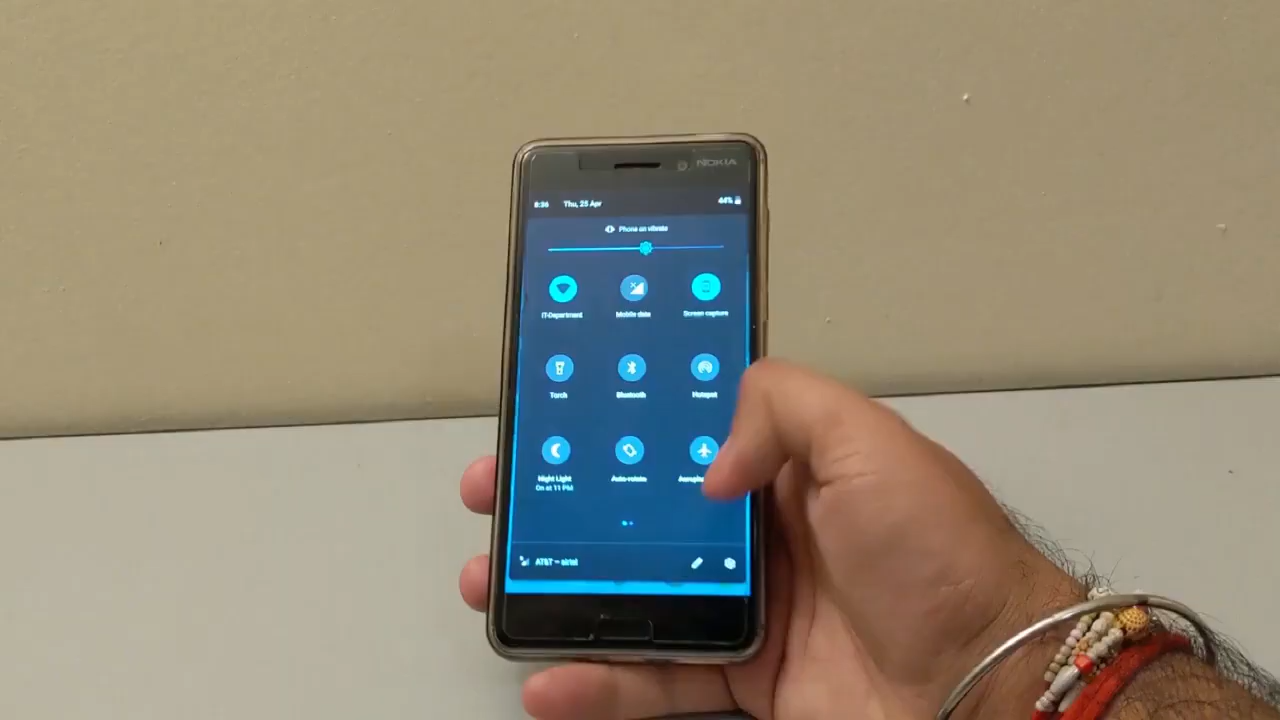 NOKIA
8:36 Thu, 25 Apr 44%
Phone on vibrate
IT-Department Mobile data Screen capture
Torch Bluetooth Hotspot
Night Light Auto-rotate
On at 11 PM
AT&T — airtel